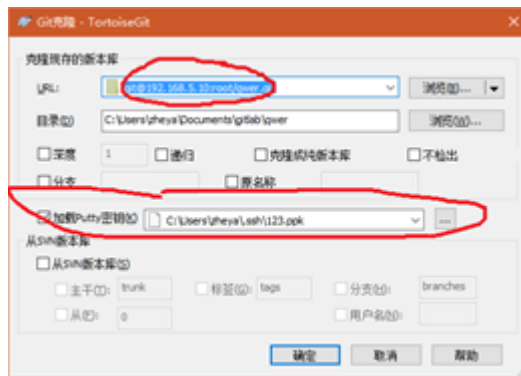 Git克隆 - TortoiseGit
克隆现存的版本库
URL: git@192.168.5.10:root/qwer.git 浏览(B)...
目录(D) C:\Users\zheya\Documents\gitlab\qwer 浏览(W)...
深度 1 递归 克隆成纯版本库 不检出
分支 原名称
加载Putty密钥(K) C:\Users\zheya\.ssh\123.ppk ...
从SVN版本库
从SVN版本库(S)
主干(T): trunk 标签(G): tags 分支(H): branches
从(F): 0 用户名(N):
确定 取消 帮助